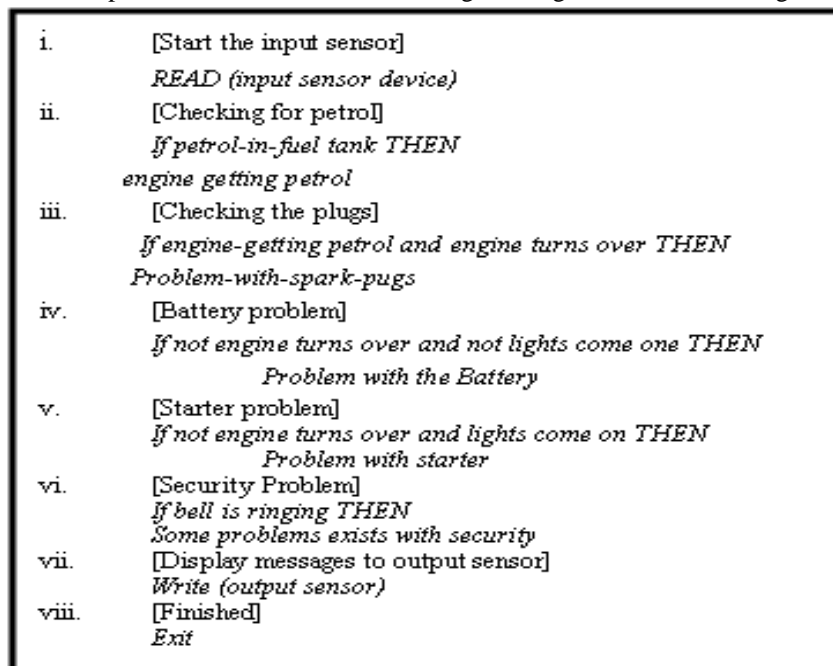 i. [Start the input sensor]
READ (input sensor device)
ii. [Checking for petrol]
If petrol-in-fuel tank THEN
engine getting petrol
iii. [Checking the plugs]
If engine-getting petrol and engine turns over THEN
Problem-with-spark-pugs
iv. [Battery problem]
If not engine turns over and not lights come one THEN
Problem with the Battery
v. [Starter problem]
If not engine turns over and lights come on THEN
Problem with starter
vi. [Security Problem]
If bell is ringing THEN
Some problems exists with security
vii. [Display messages to output sensor]
Write (output sensor)
viii. [Finished]
Exit